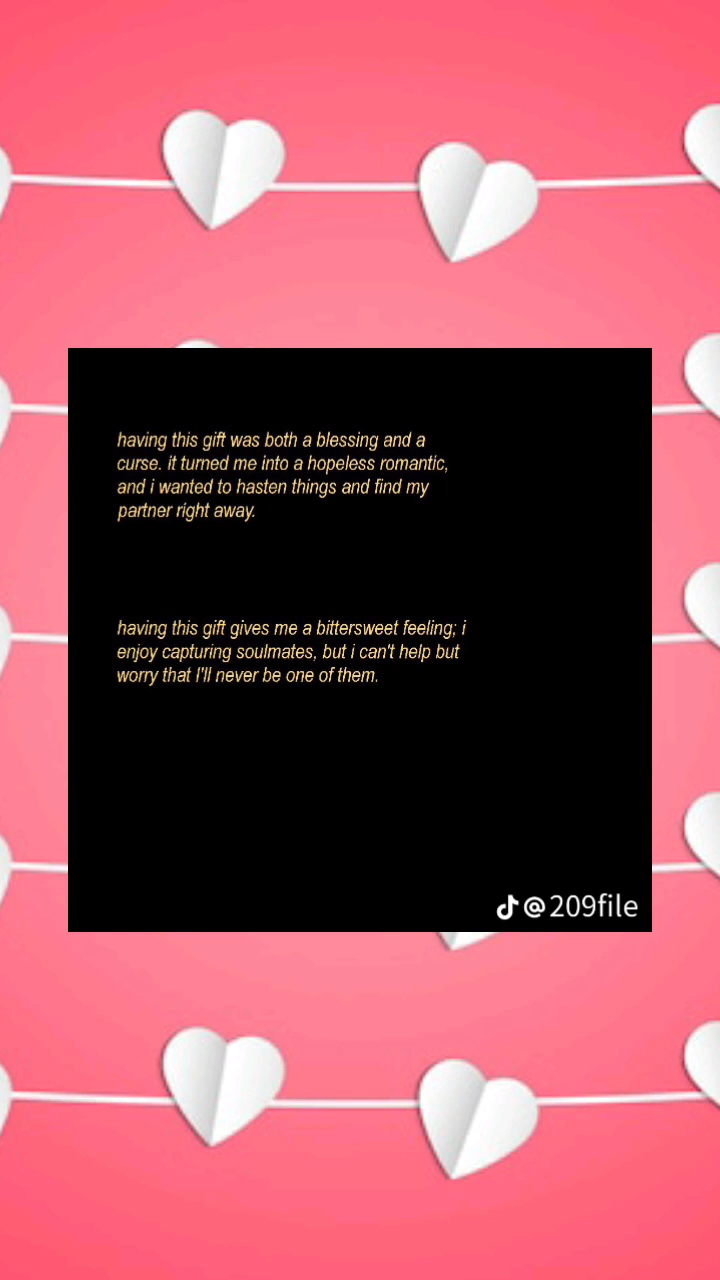 having this gift was both a blessing and a
curse. it turned me into a hopeless romantic,
and i wanted to hasten things and find my
partner right away.
having this gift gives me a bittersweet feeling; i
enjoy capturing soulmates, but i can't help but
worry that I'll never be one of them.
@209file